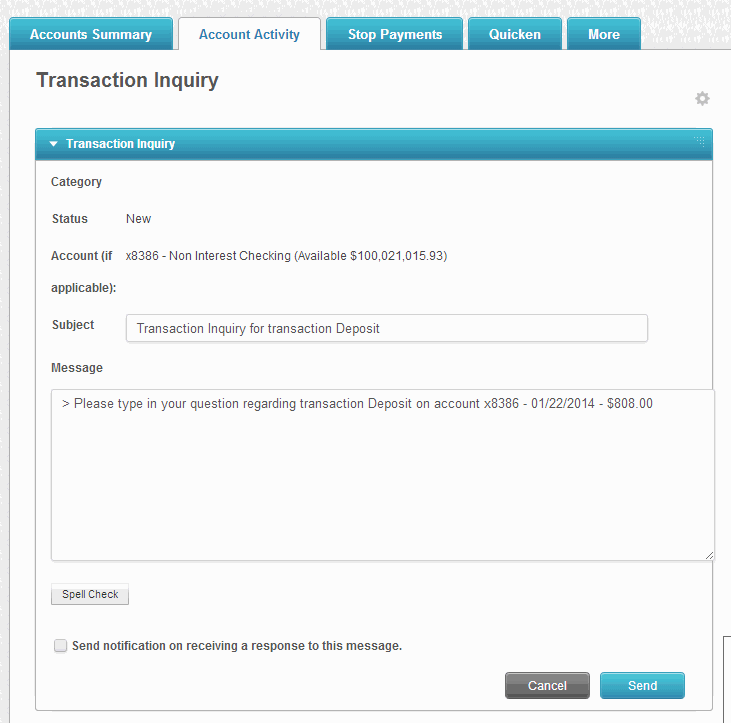 Accounts Summary Account Activity Stop Payments Quicken More
Transaction Inquiry
Transaction Inquiry
Category
Status New
Account (if x8386 - Non Interest Checking (Available $100,021,015.93)
applicable):
Subject Transaction Inquiry for transaction Deposit
Message
> Please type in your question regarding transaction Deposit on account x8386 - 01/22/2014 - $808.00
Spell Check
Send notification on receiving a response to this message.
Cancel Send